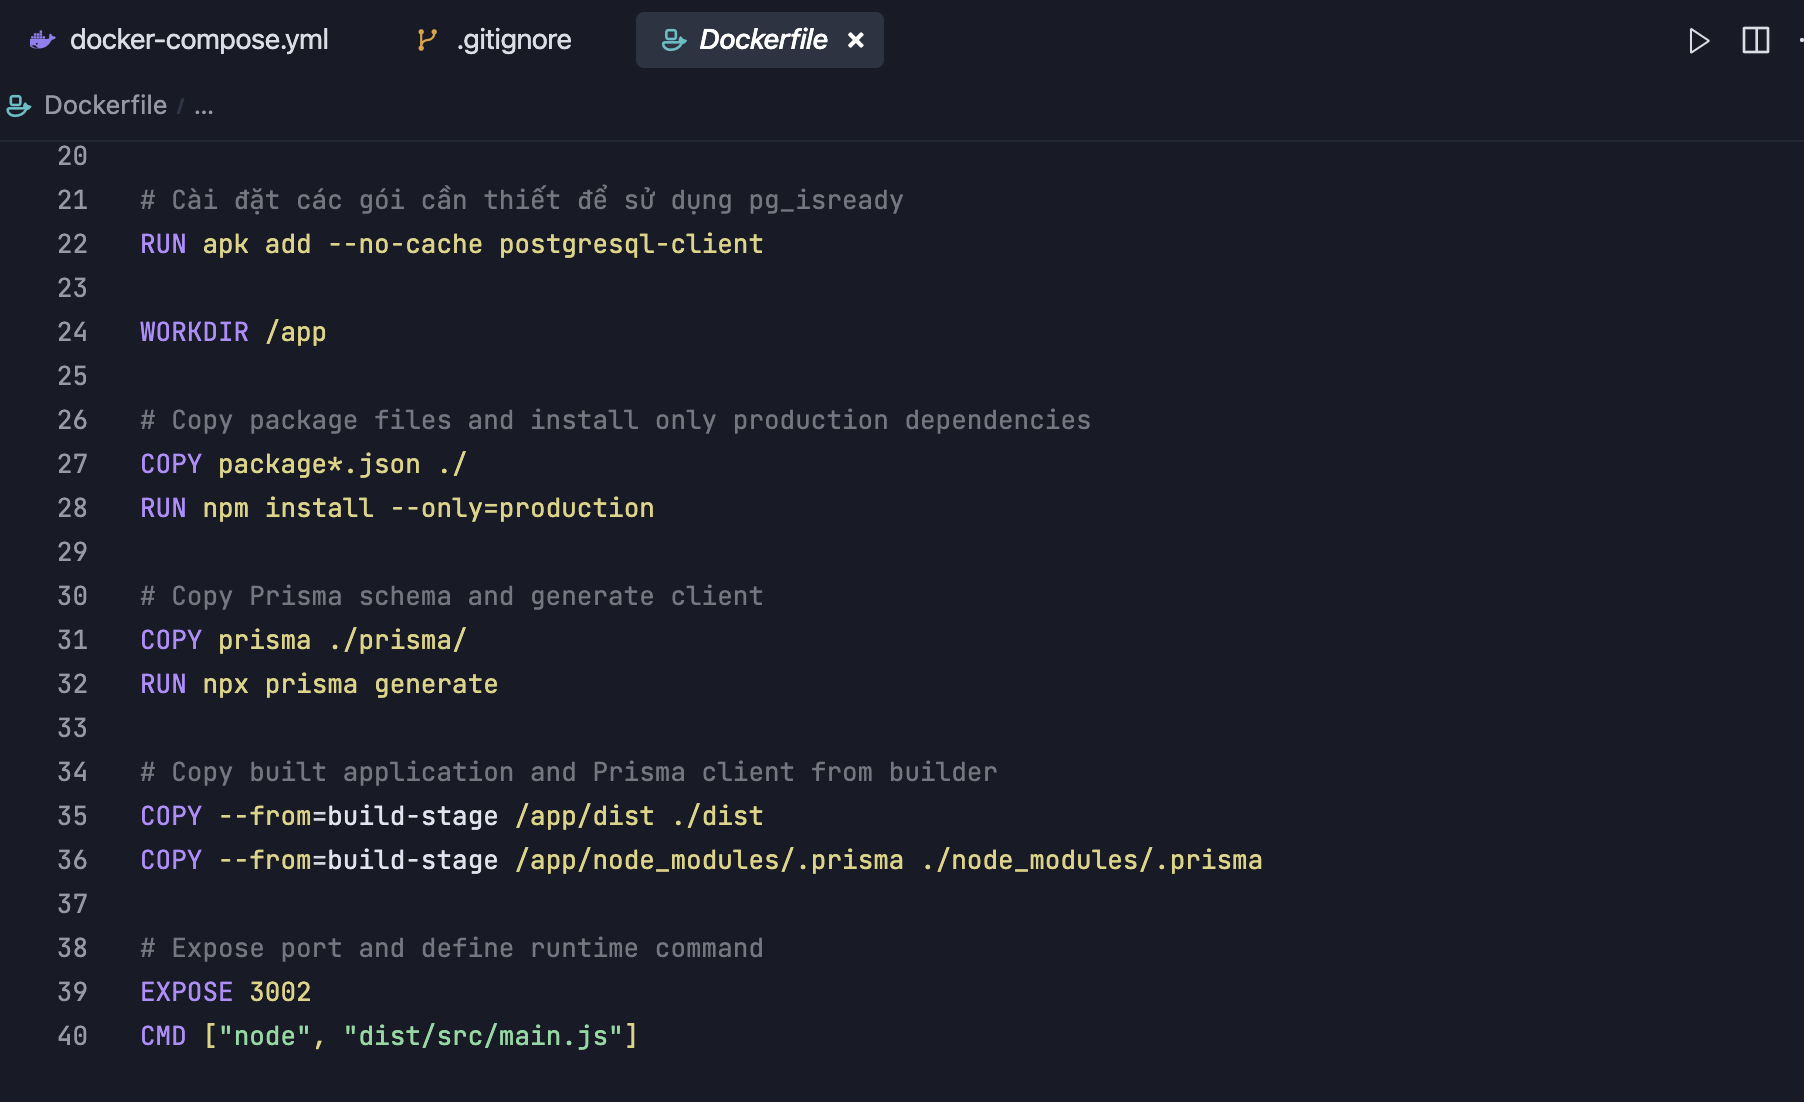 docker-compose.yml .gitignore Dockerfile ×
Dockerfile / ...
20
21 # Cài đặt các gói cần thiết để sử dụng pg_isready
22 RUN apk add --no-cache postgresql-client
23
24 WORKDIR /app
25
26 # Copy package files and install only production dependencies
27 COPY package*.json ./
28 RUN npm install --only=production
29
30 # Copy Prisma schema and generate client
31 COPY prisma ./prisma/
32 RUN npx prisma generate
33
34 # Copy built application and Prisma client from builder
35 COPY --from=build-stage /app/dist ./dist
36 COPY --from=build-stage /app/node_modules/.prisma ./node_modules/.prisma
37
38 # Expose port and define runtime command
39 EXPOSE 3002
40 CMD ["node", "dist/src/main.js"]